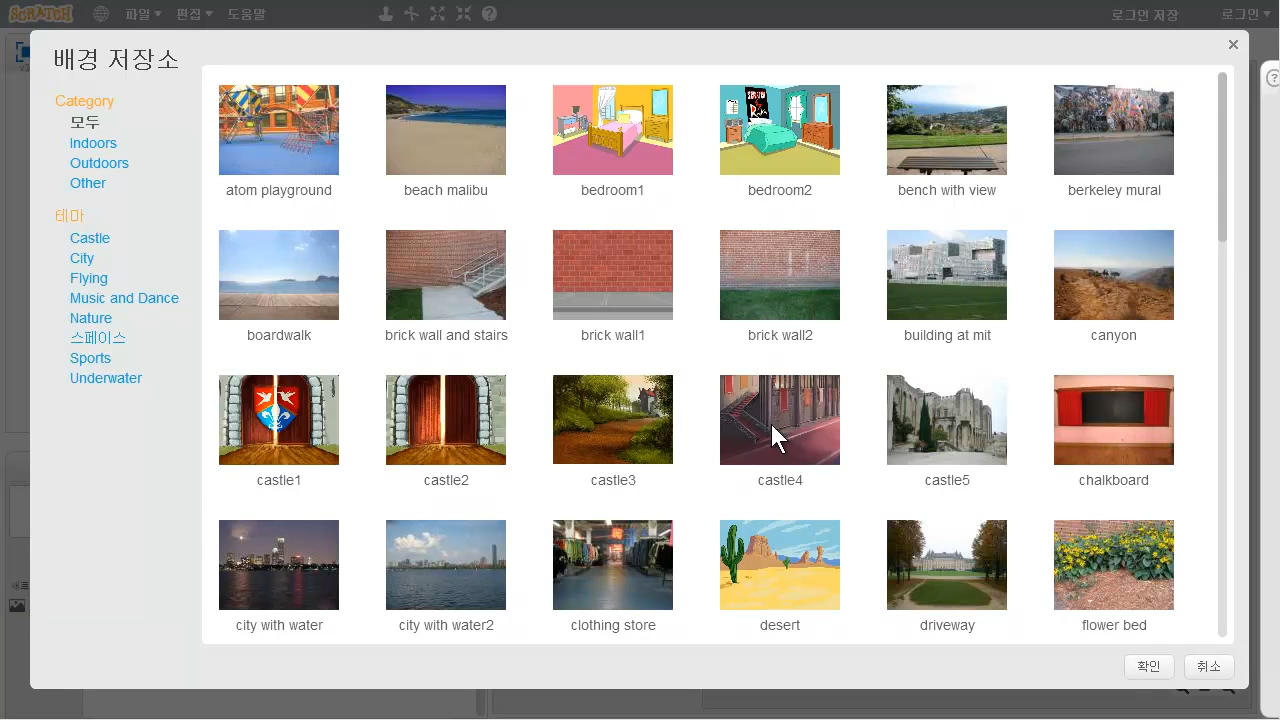 SCRATCH
파일
편집
도움말
로그인 저장
로그인
배경 저장소
Category
모두
Indoors
Outdoors
Other
테마
Castle
City
Flying
Music and Dance
Nature
스페이스
Sports
Underwater
atom playground
beach malibu
bedroom1
bedroom2
bench with view
berkeley mural
boardwalk
brick wall and stairs
brick wall1
brick wall2
building at mit
canyon
castle1
castle2
castle3
castle4
castle5
chalkboard
city with water
city with water2
clothing store
desert
driveway
flower bed
확인
취소